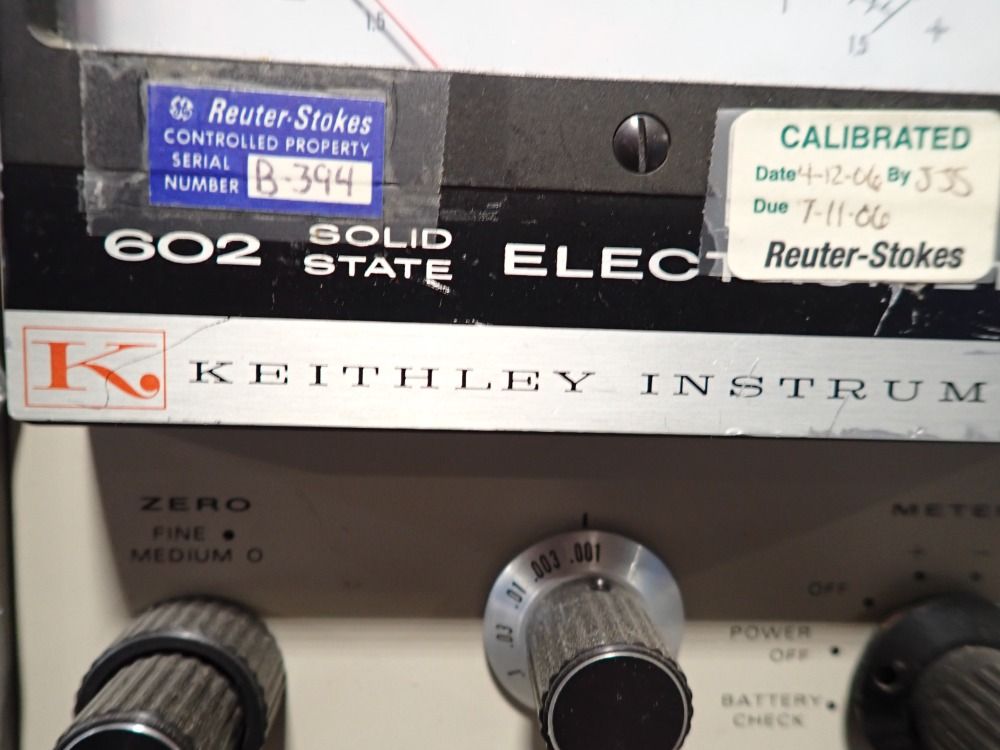 1.5
1.5
+
Reuter·Stokes
CONTROLLED PROPERTY
SERIAL
NUMBER B-394
CALIBRATED
Date 4-12-06 By JJS
Due 7-11-06
Reuter-Stokes
602 SOLID STATE ELECT
K.
KEITHLEY INSTRUM
ZERO
FINE
MEDIUM
METE
.03 .01 .003 .001
+
OFF
POWER
OFF
BATTERY
CHECK